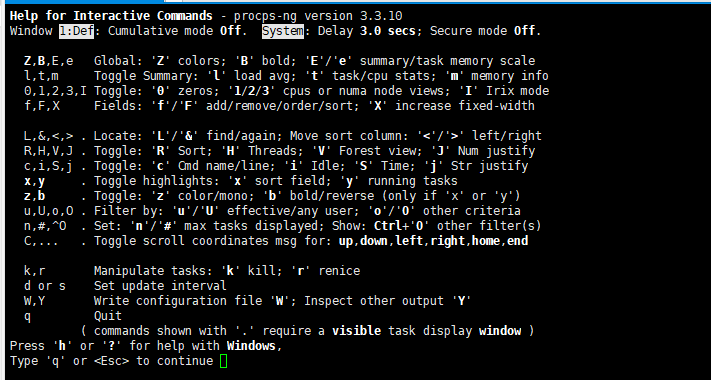 Help for Interactive Commands - procps-ng version 3.3.10
Window 1:Def: Cumulative mode Off.  System: Delay 3.0 secs; Secure mode Off.

  Z,B,E,e   Global: 'Z' colors; 'B' bold; 'E'/'e' summary/task memory scale
  l,t,m     Toggle Summary: 'l' load avg; 't' task/cpu stats; 'm' memory info
  0,1,2,3,I Toggle: '0' zeros; '1/2/3' cpus or numa node views; 'I' Irix mode
  f,F,X     Fields: 'f'/'F' add/remove/order/sort; 'X' increase fixed-width

  L,&,<,> . Locate: 'L'/'&' find/again; Move sort column: '<'/'>' left/right
  R,H,V,J . Toggle: 'R' Sort; 'H' Threads; 'V' Forest view; 'J' Num justify
  c,i,S,j . Toggle: 'c' Cmd name/line; 'i' Idle; 'S' Time; 'j' Str justify
  x,y     . Toggle highlights: 'x' sort field; 'y' running tasks
  z,b     . Toggle: 'z' color/mono; 'b' bold/reverse (only if 'x' or 'y')
  u,U,o,O . Filter by: 'u'/'U' effective/any user; 'o'/'O' other criteria
  n,#,^O  . Set: 'n'/'#' max tasks displayed; Show: Ctrl+'O' other filter(s)
  C,...   . Toggle scroll coordinates msg for: up,down,left,right,home,end

  k,r       Manipulate tasks: 'k' kill; 'r' renice
  d or s    Set update interval
  W,Y       Write configuration file 'W'; Inspect other output 'Y'
  q         Quit
          ( commands shown with '.' require a visible task display window )
Press 'h' or '?' for help with Windows,
Type 'q' or <Esc> to continue